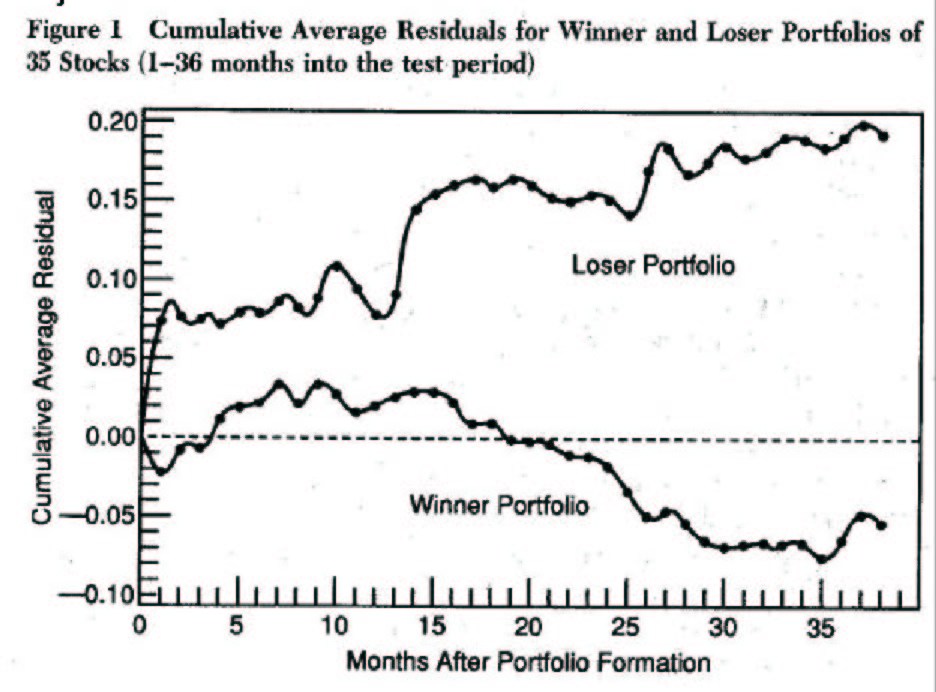 Figure 1 Cumulative Average Residuals for Winner and Loser Portfolios of
35 Stocks (1–36 months into the test period)
Cumulative Average Residual
0.20
0.15
0.10
0.05
0.00
—0.05
—0.10
Loser Portfolio
Winner Portfolio
0 5 10 15 20 25 30 35
Months After Portfolio Formation